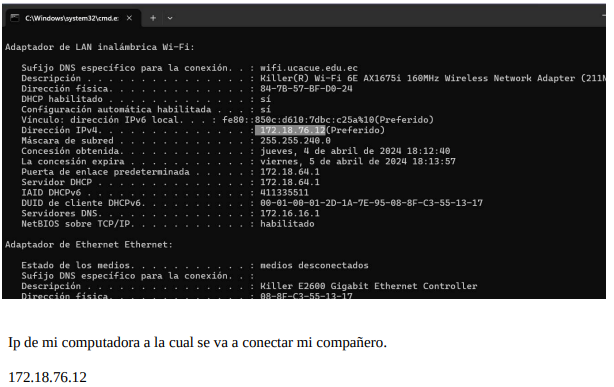 C:\Windows\system32\cmd.e: × + ⌄
Adaptador de LAN inalámbrica Wi-Fi:
Sufijo DNS específico para la conexión. . : wifi.ucacue.edu.ec
Descripción . . . . . . . . . . . . . . . : Killer(R) Wi-Fi 6E AX1675i 160MHz Wireless Network Adapter (211N
Dirección física. . . . . . . . . . . . . : 84-7B-57-BF-D0-24
DHCP habilitado . . . . . . . . . . . . . : sí
Configuración automática habilitada . . . : sí
Vínculo: dirección IPv6 local. . . : fe80::850c:d610:7dbc:c25a%10(Preferido)
Dirección IPv4. . . . . . . . . . . . . . : 172.18.76.12(Preferido)
Máscara de subred . . . . . . . . . . . . : 255.255.240.0
Concesión obtenida. . . . . . . . . . . . : jueves, 4 de abril de 2024 18:12:40
La concesión expira . . . . . . . . . . . : viernes, 5 de abril de 2024 18:13:57
Puerta de enlace predeterminada . . . . . : 172.18.64.1
Servidor DHCP . . . . . . . . . . . . . . : 172.18.64.1
IAID DHCPv6 . . . . . . . . . . . . . . . : 411335511
DUID de cliente DHCPv6. . . . . . . . . . : 00-01-00-01-2D-1A-7E-95-08-8F-C3-55-13-17
Servidores DNS. . . . . . . . . . . . . . : 172.16.16.1
NetBIOS sobre TCP/IP. . . . . . . . . . . : habilitado
Adaptador de Ethernet Ethernet:
Estado de los medios. . . . . . . . . . . : medios desconectados
Sufijo DNS específico para la conexión. . :
Descripción . . . . . . . . . . . . . . . : Killer E2600 Gigabit Ethernet Controller
Dirección física. . . . . . . . . . . . . : 08-8F-C3-55-13-17
Ip de mi computadora a la cual se va a conectar mi compañero.
172.18.76.12